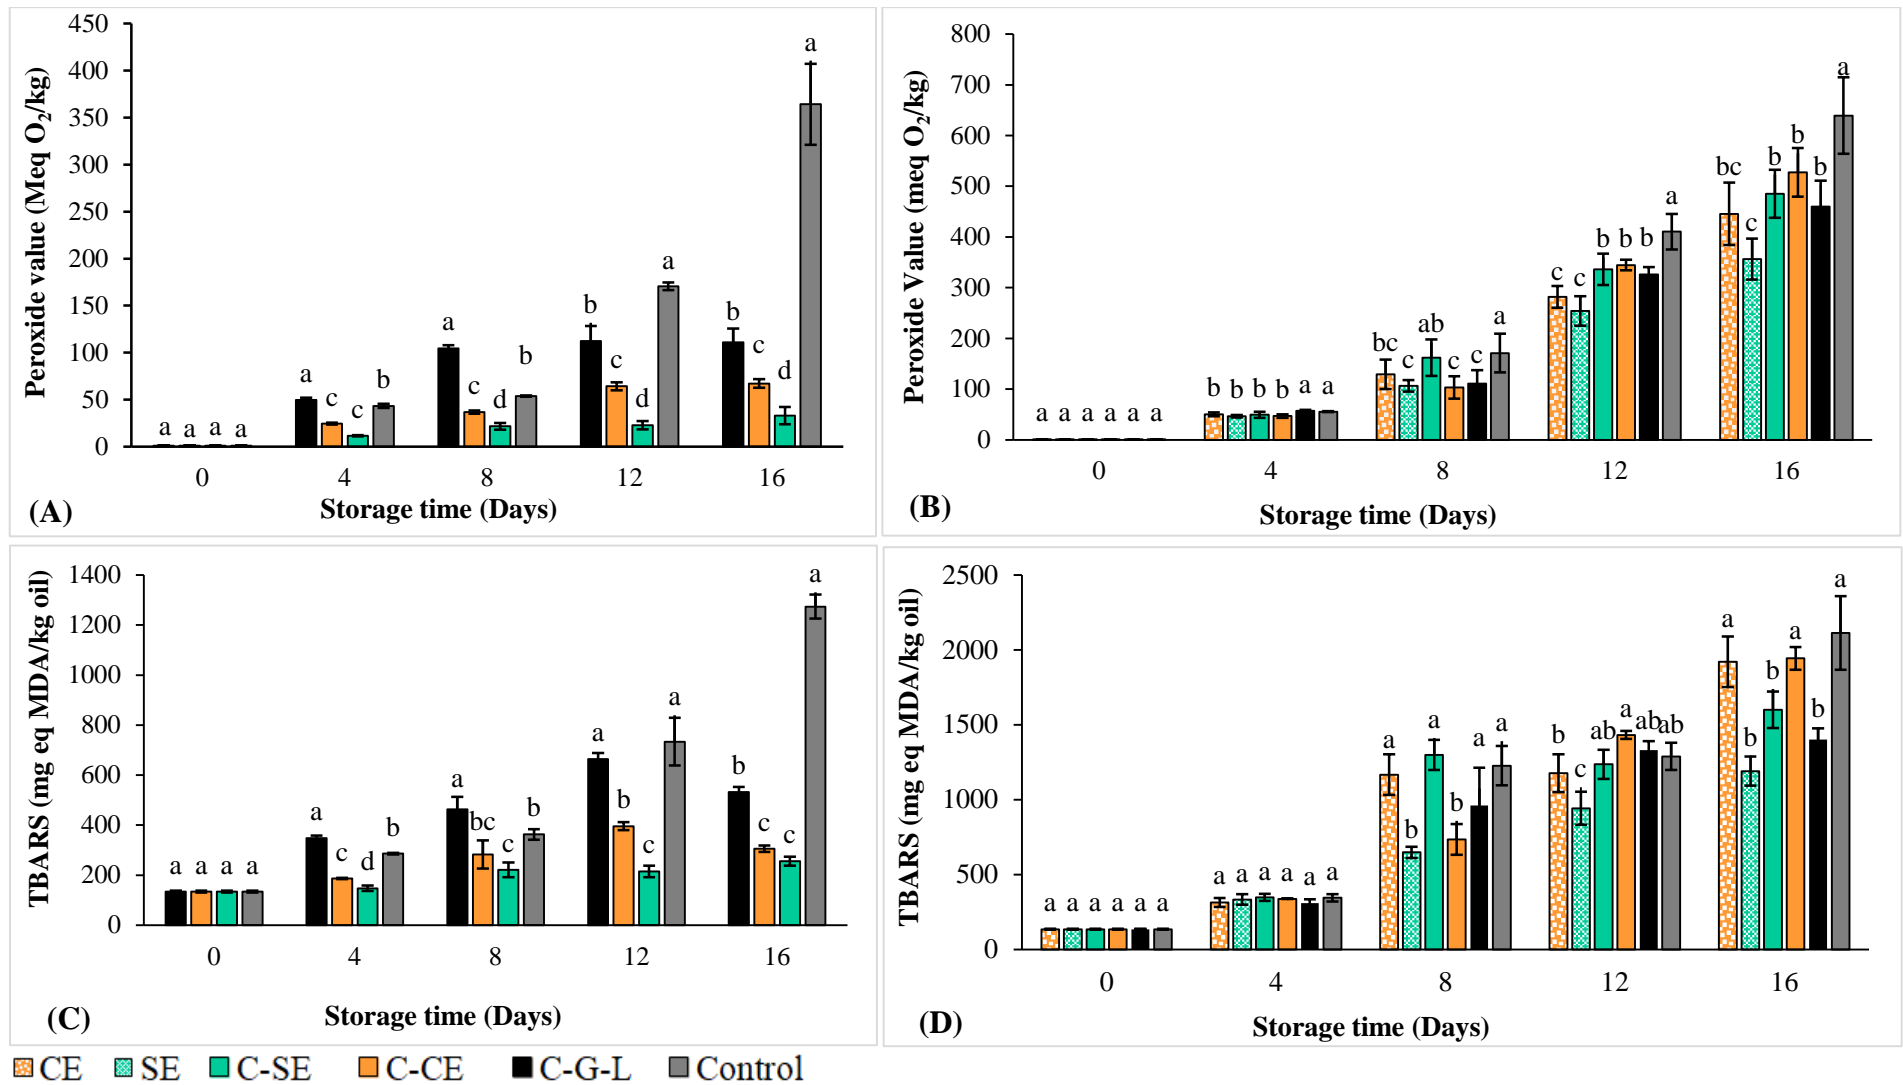 450
400
350
300
250
200
150
100
50
0
Peroxide value (Meq O₂/kg)
a a a a
a c c b
a c d b
b c d a
b c d a
0 4 8 12 16
Storage time (Days)
(A)
800
700
600
500
400
300
200
100
0
Peroxide Value (meq O₂/kg)
a a a a a a
b b b b a a
bc c ab c c a
c c b b b a
bc c b b b a
0 4 8 12 16
Storage time (Days)
(B)
1400
1200
1000
800
600
400
200
0
TBARS (mg eq MDA/kg oil)
a a a a
a c d b
a bc c b
a b c a
b c c a
0 4 8 12 16
Storage time (Days)
(C)
2500
2000
1500
1000
500
0
TBARS (mg eq MDA/kg oil)
a a a a a a
a a a a a a
a b a b a a
b c ab a ab ab
a b b a b a
0 4 8 12 16
Storage time (Days)
(D)
CE SE C-SE C-CE C-G-L Control